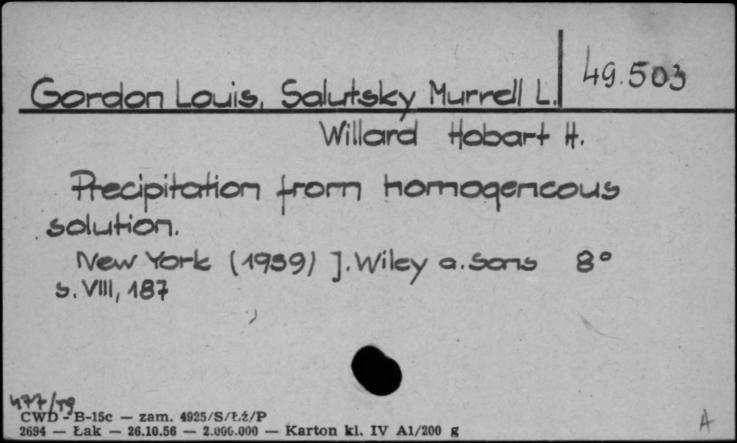 49.503
Gordon Louis, Salutsky Murrell L.
Willard Hobart H.
Precipitation from homogeneous
solution.
New York (1959) J. Wiley a. Sons 8°
s. VIII, 187
CWD - B-15c — zam. 4925/S/ŁŻ/P
2694 — Łak — 26.10.56 — 2.000.000 — Karton kl. IV A1/200 g
A